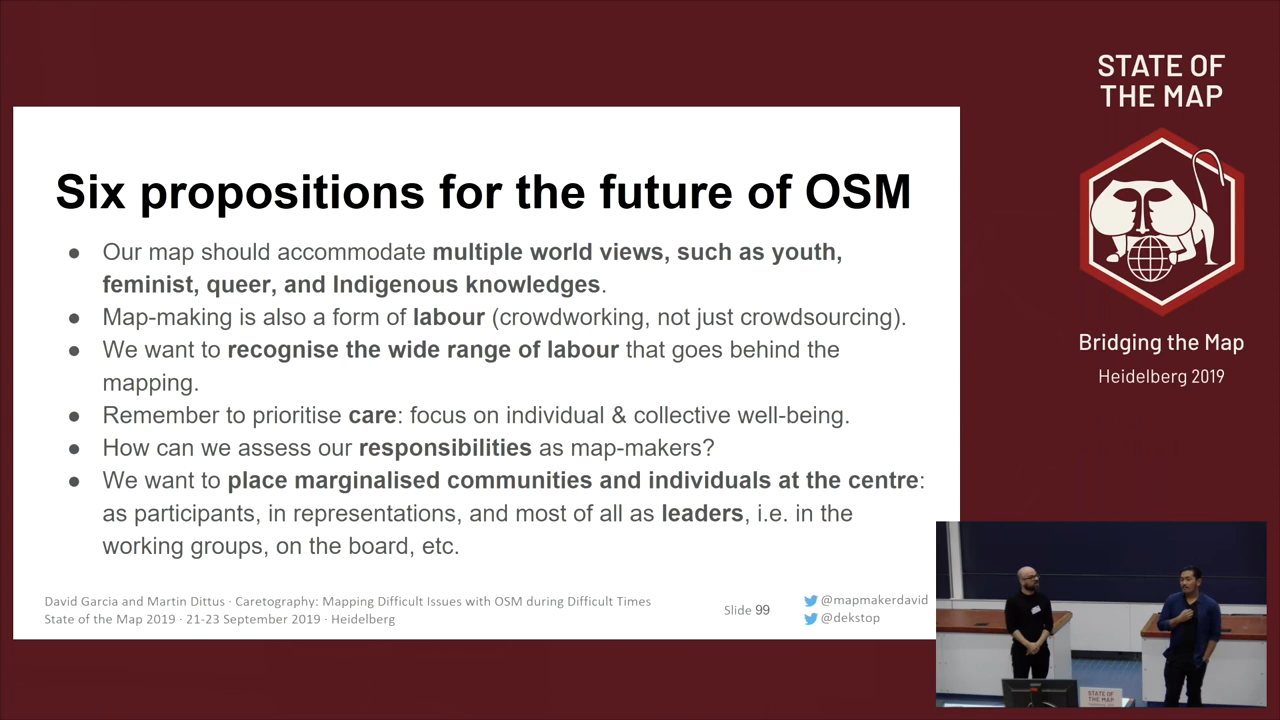 STATE OF
THE MAP
Six propositions for the future of OSM
● Our map should accommodate multiple world views, such as youth,
feminist, queer, and Indigenous knowledges.
● Map-making is also a form of labour (crowdworking, not just crowdsourcing).
● We want to recognise the wide range of labour that goes behind the
mapping.
● Remember to prioritise care: focus on individual & collective well-being.
● How can we assess our responsibilities as map-makers?
● We want to place marginalised communities and individuals at the centre:
as participants, in representations, and most of all as leaders, i.e. in the
working groups, on the board, etc.
David Garcia and Martin Dittus · Caretography: Mapping Difficult Issues with OSM during Difficult Times
State of the Map 2019 · 21-23 September 2019 · Heidelberg
Slide 99
@mapmakerdavid
@dekstop
Bridging the Map
Heidelberg 2019
STATE OF
THE MAP